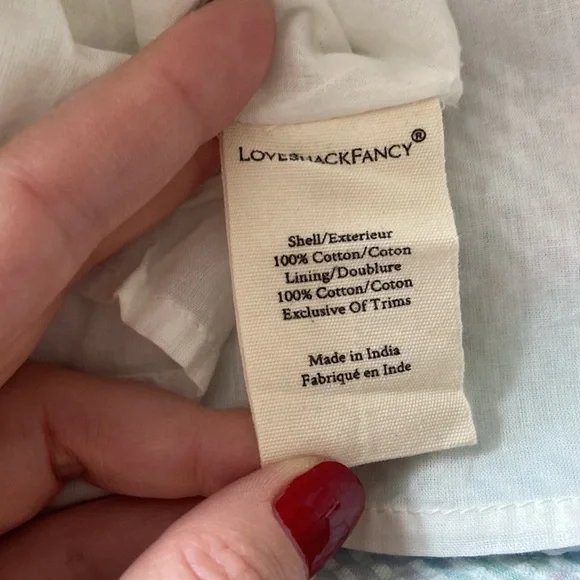 LOVESHACKFANCY®
Shell/Exterieur
100% Cotton/Coton
Lining/Doublure
100% Cotton/Coton
Exclusive Of Trims
Made in India
Fabriqué en Inde